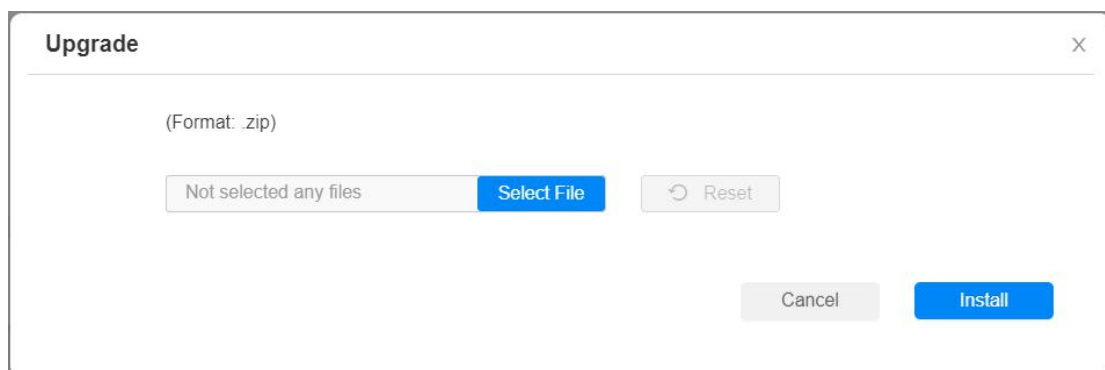 Upgrade X
(Format: .zip)
Not selected any files Select File Reset
Cancel Install